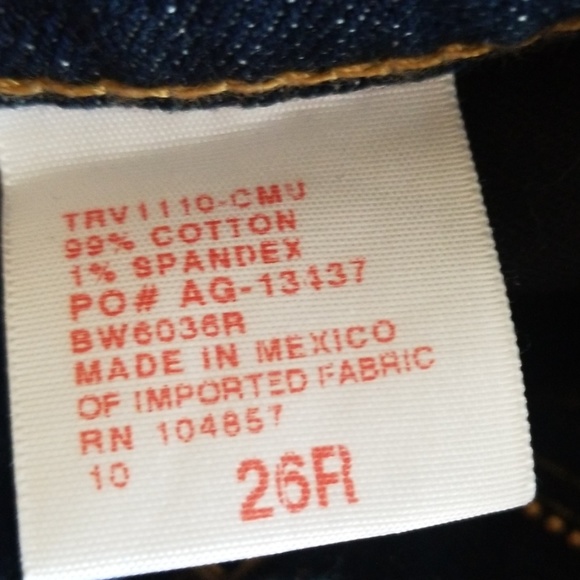 TRV1110-CMU
99% COTTON
1% SPANDEX
PO# AG-13437
BW6036R
MADE IN MEXICO
OF IMPORTED FABRIC
RN 104857
10
26R